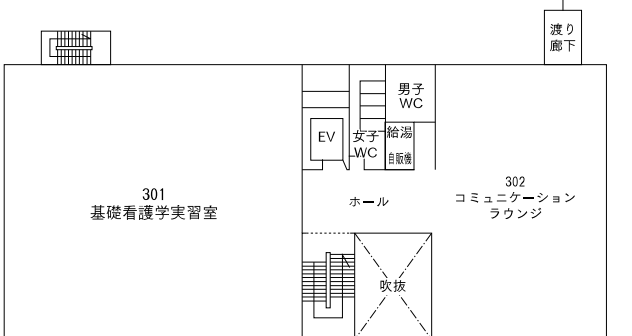 渡り
廊下
男子
WC
EV
女子
WC
給湯
自販機
301
基礎看護学実習室
ホール
302
コミュニケーション
ラウンジ
吹抜